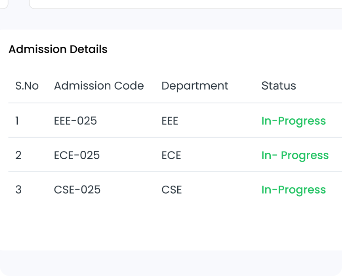 Admission Details
S.No Admission Code Department Status
1 EEE-025 EEE In-Progress
2 ECE-025 ECE In- Progress
3 CSE-025 CSE In-Progress